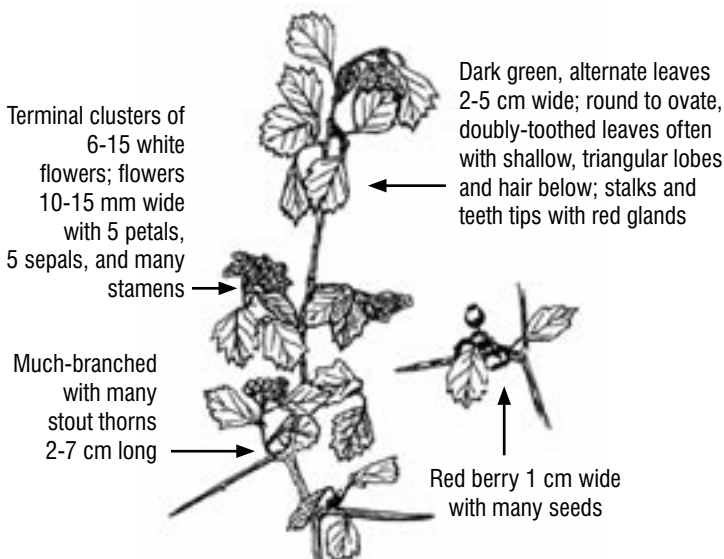 Terminal clusters of
6-15 white
flowers; flowers
10-15 mm wide
with 5 petals,
5 sepals, and many
stamens
Dark green, alternate leaves
2-5 cm wide; round to ovate,
doubly-toothed leaves often
with shallow, triangular lobes
and hair below; stalks and
teeth tips with red glands
Much-branched
with many
stout thorns
2-7 cm long
Red berry 1 cm wide
with many seeds